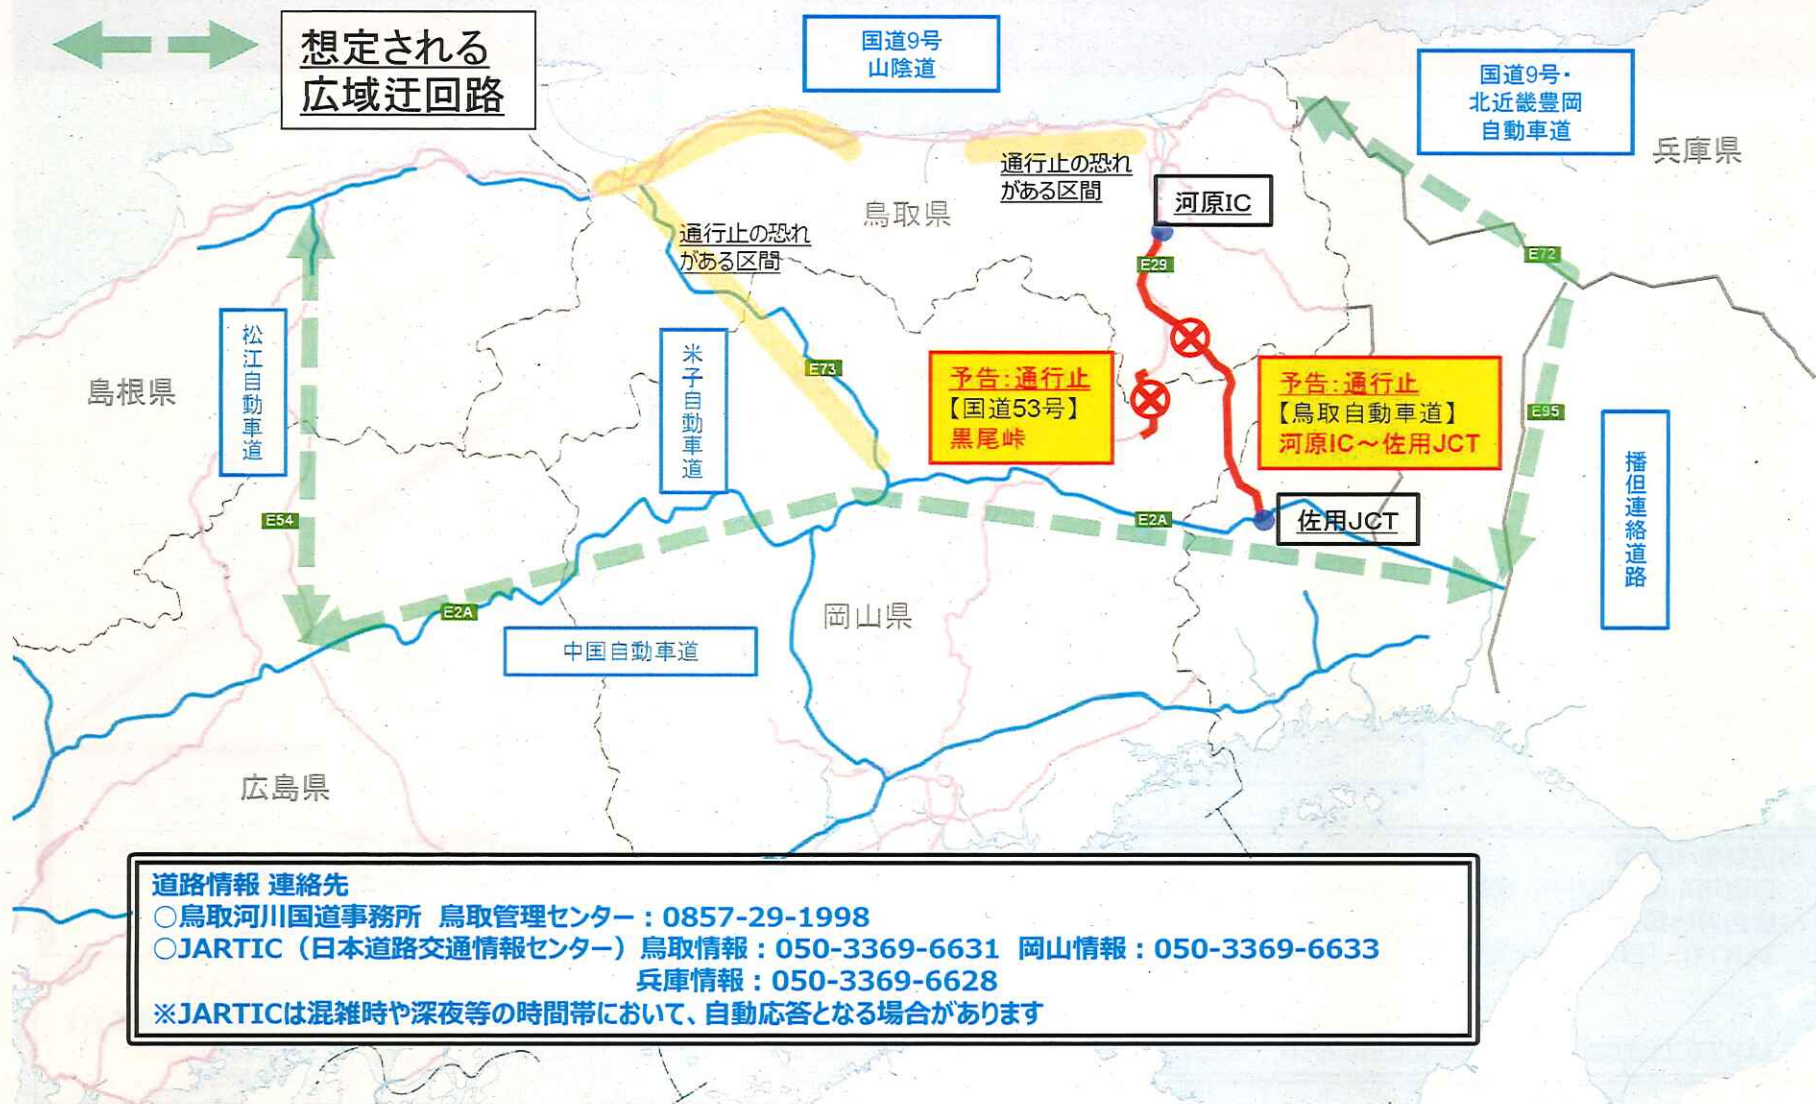 想定される
広域迂回路
国道9号
山陰道
国道9号・
北近畿豊岡
自動車道
兵庫県
通行止の恐れ
がある区間
河原IC
鳥取県
通行止の恐れ
がある区間
E29
E72
松江自動車道
米子自動車道
E73
島根県
予告：通行止
【国道53号】
黒尾峠
予告：通行止
【鳥取自動車道】
河原IC～佐用JCT
E95
播但連絡道路
E54
E2A
佐用JCT
E2A
岡山県
中国自動車道
広島県
道路情報 連絡先
○鳥取河川国道事務所 鳥取管理センター：0857-29-1998
○JARTIC（日本道路交通情報センター）鳥取情報：050-3369-6631 岡山情報：050-3369-6633
兵庫情報：050-3369-6628
※JARTICは混雑時や深夜等の時間帯において、自動応答となる場合があります